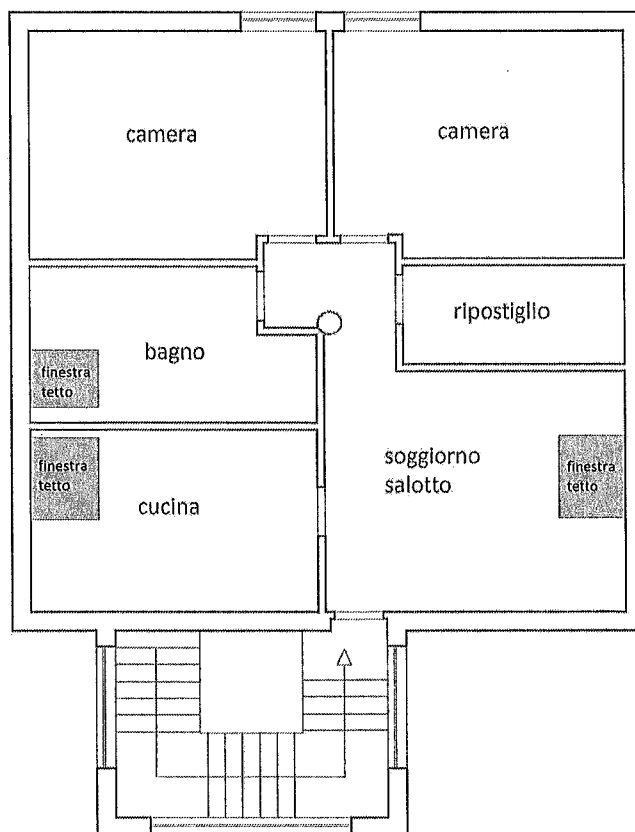 camera
camera
ripostiglio
bagno
finestra
tetto
soggiorno
salotto
finestra
tetto
finestra
tetto
cucina